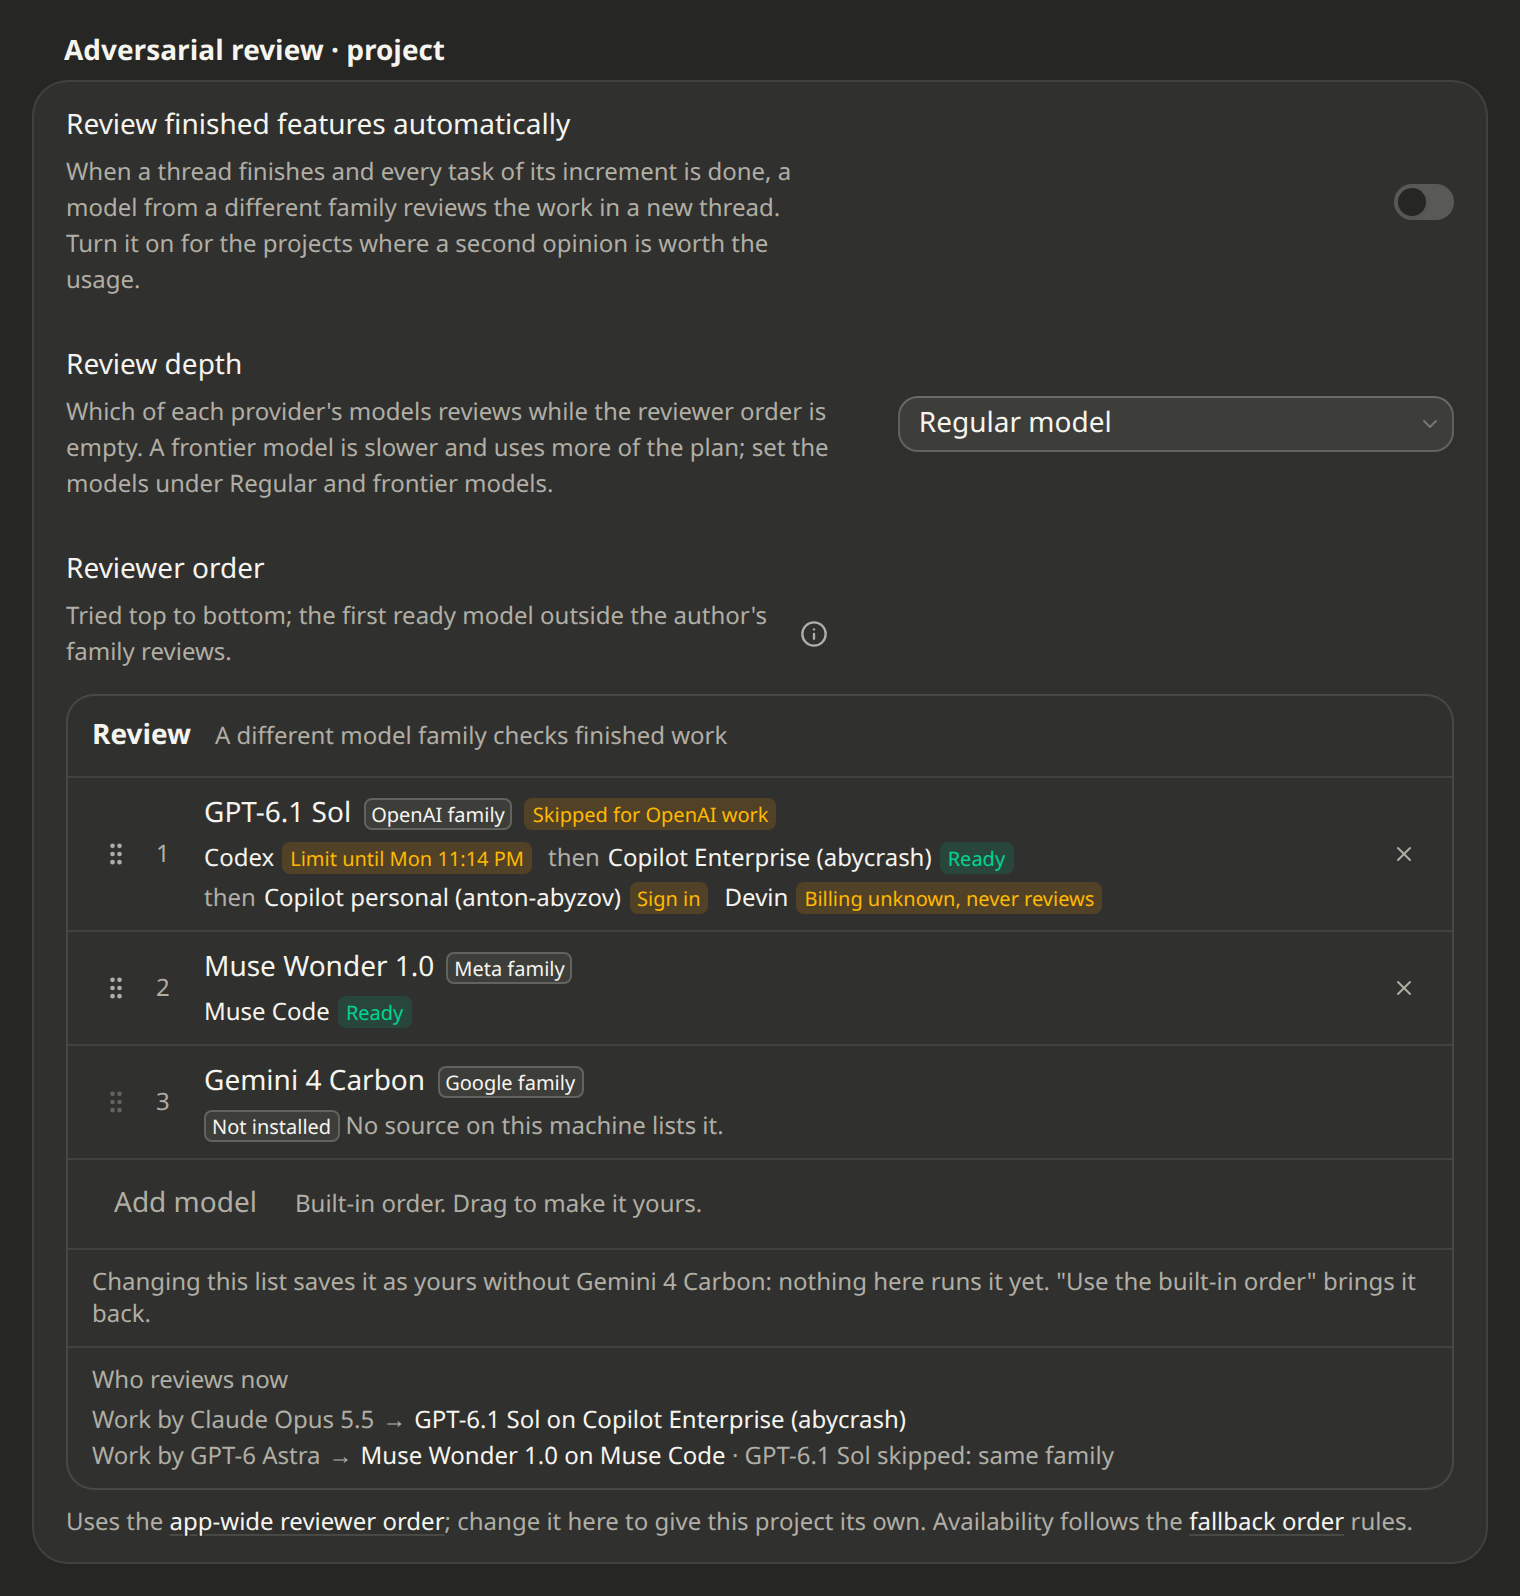 Adversarial review · project
Review finished features automatically
When a thread finishes and every task of its increment is done, a
model from a different family reviews the work in a new thread.
Turn it on for the projects where a second opinion is worth the
usage.
Review depth
Which of each provider's models reviews while the reviewer order is
empty. A frontier model is slower and uses more of the plan; set the
models under Regular and frontier models.
Regular model
Reviewer order
Tried top to bottom; the first ready model outside the author's
family reviews.
Review A different model family checks finished work
1 GPT-6.1 Sol OpenAI family Skipped for OpenAI work
Codex Limit until Mon 11:14 PM then Copilot Enterprise (abycrash) Ready
then Copilot personal (anton-abyzov) Sign in Devin Billing unknown, never reviews
2 Muse Wonder 1.0 Meta family
Muse Code Ready
3 Gemini 4 Carbon Google family
Not installed No source on this machine lists it.
Add model Built-in order. Drag to make it yours.
Changing this list saves it as yours without Gemini 4 Carbon: nothing here runs it yet. "Use the built-in order" brings it
back.
Who reviews now
Work by Claude Opus 5.5 → GPT-6.1 Sol on Copilot Enterprise (abycrash)
Work by GPT-6 Astra → Muse Wonder 1.0 on Muse Code · GPT-6.1 Sol skipped: same family
Uses the app-wide reviewer order; change it here to give this project its own. Availability follows the fallback order rules.